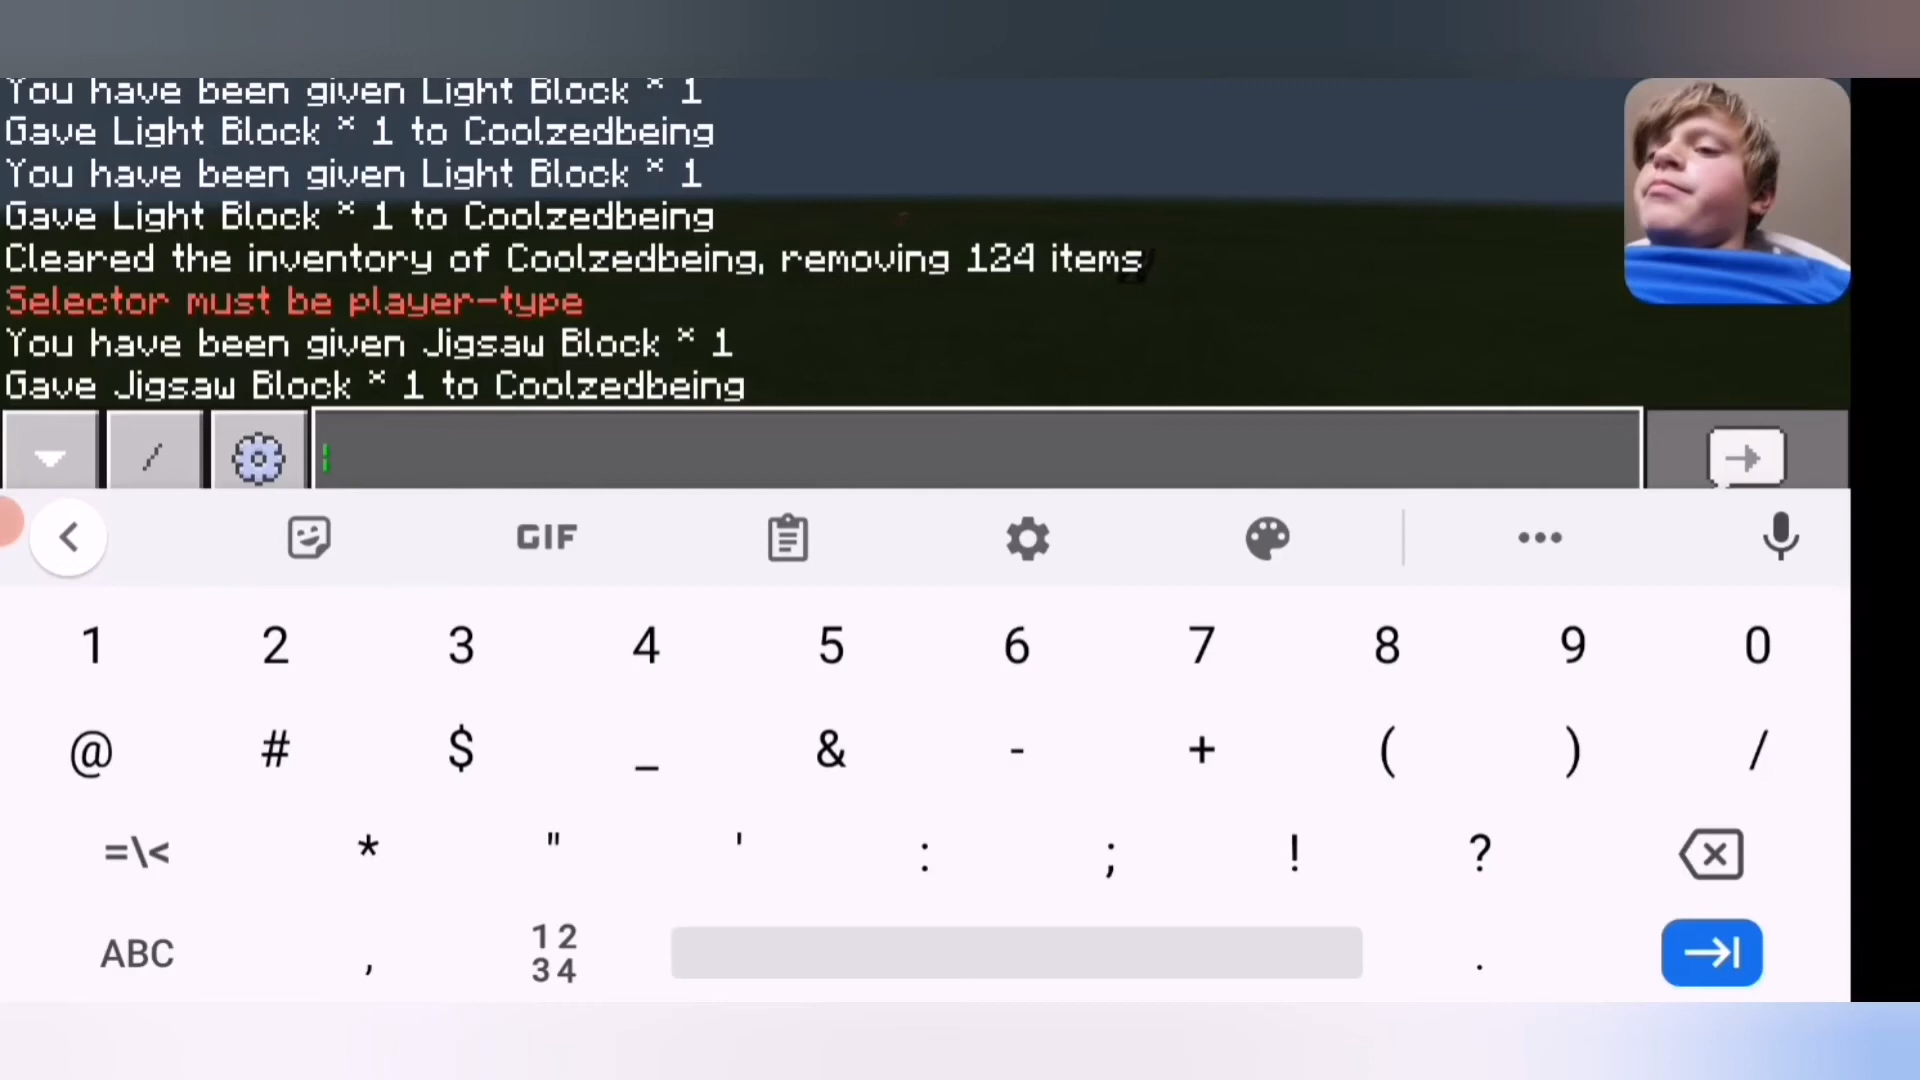 You have been given Light Block * 1
Gave Light Block * 1 to Coolzedbeing
You have been given Light Block * 1
Gave Light Block * 1 to Coolzedbeing
Cleared the inventory of Coolzedbeing, removing 124 items
Selector must be player-type
You have been given Jigsaw Block * 1
Gave Jigsaw Block * 1 to Coolzedbeing
/
GIF
1 2 3 4 5 6 7 8 9 0
@ # $ _ & - + ( ) /
=\< * " ' : ; ! ?
ABC , 12 34 .